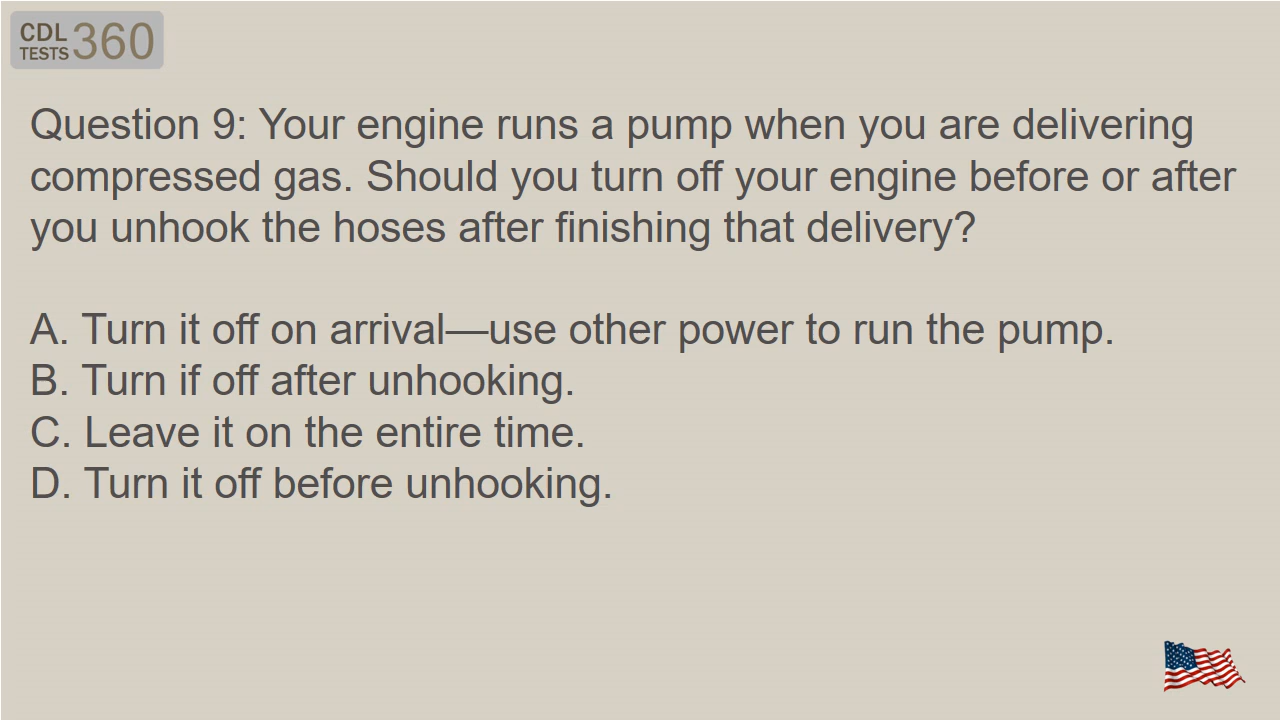 CDL
TESTS 360
Question 9: Your engine runs a pump when you are delivering
compressed gas. Should you turn off your engine before or after
you unhook the hoses after finishing that delivery?
A. Turn it off on arrival—use other power to run the pump.
B. Turn if off after unhooking.
C. Leave it on the entire time.
D. Turn it off before unhooking.